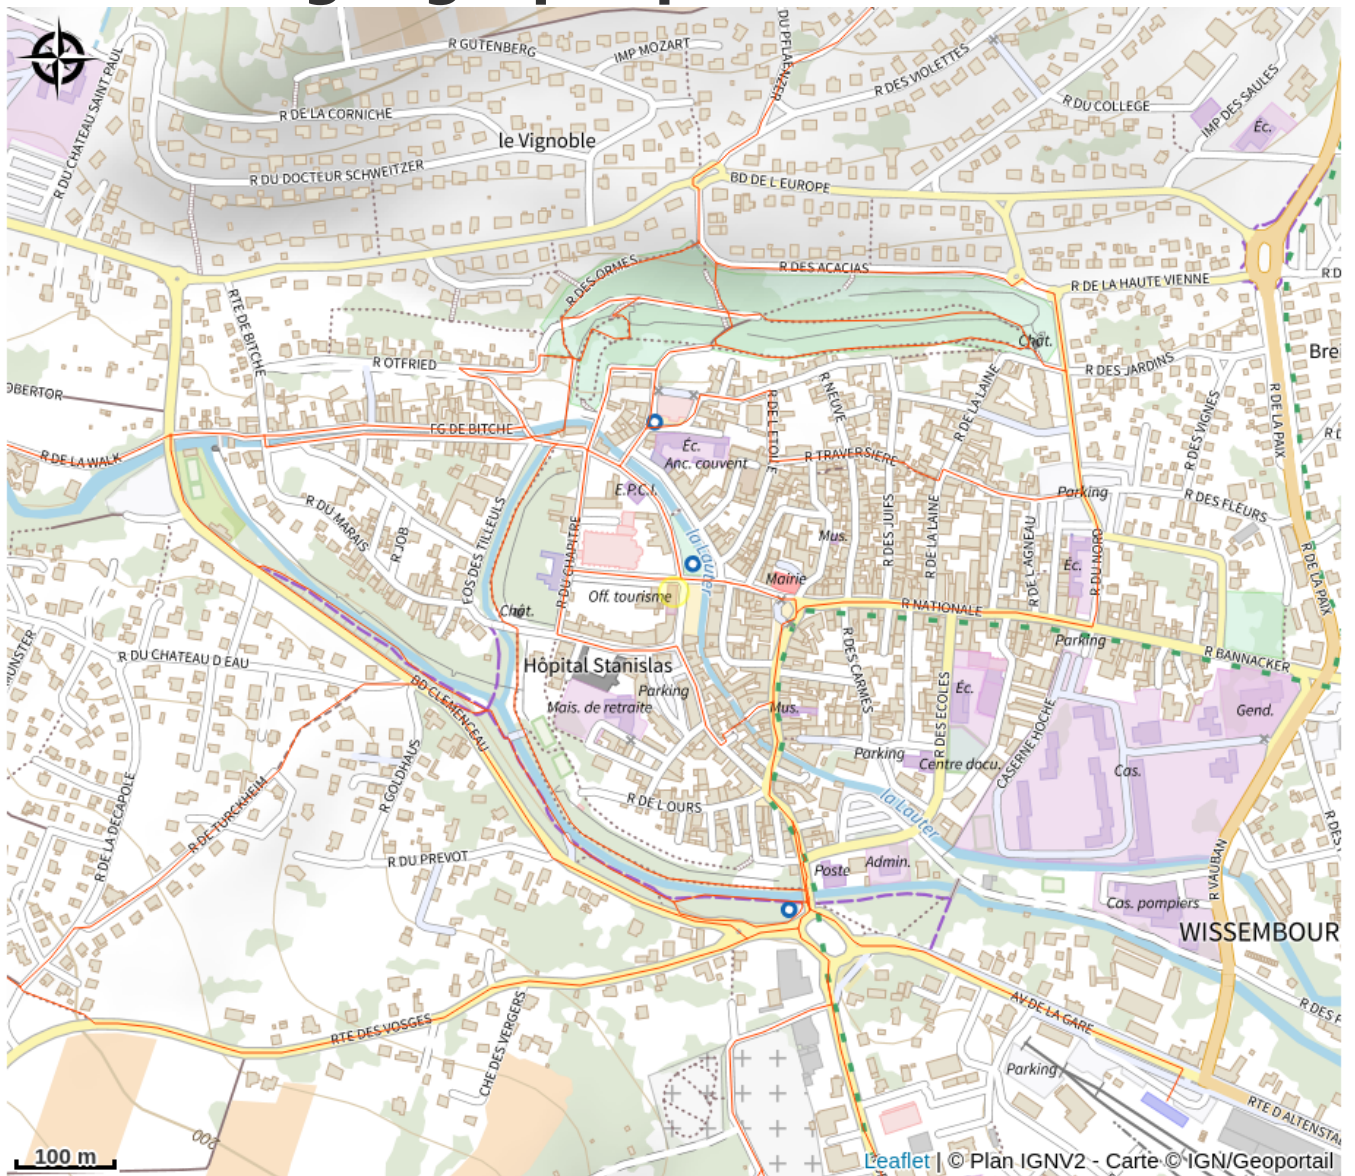 R GUTENBERG
IMP MOZART
DU PFLAENZER
R DES VIOLETTES
R DU CHATEAU SAINT PAUL
R DE LA CORNICHE
R DU COLLEGE
IMP DES SAULES
Éc.
le Vignoble
R DU DOCTEUR SCHWEITZER
BD DE L EUROPE
R DES ORMES
R DES ACACIAS
R DE LA HAUTE VIENNE
R D
RTE DE BITCHE
Chât.
Bre
R OTFRIED
R DES JARDINS
OBERTOR
R DE L ETOILE
R NEUVE
R DE LA LAINE
R DES VIGNES
R DE LA PAIX
FG DE BITCHE
R DE LA WALK
Éc.
Anc. couvent
R TRAVERSIERE
E.P.C.I.
Parking
R DES FLEURS
R DU MARAIS
R JOB
FOS DES TILLEULS
R DU CHAPITRE
la Lauter
Mus.
R DES JUIFS
R DE LA LAINE
R DE L AGNEAU
Éc.
R DU NORD
R DE LA PAIX
Mairie
Off. tourisme
Chât.
R NATIONALE
Parking
R BANNACKER
R DU CHATEAU D EAU
Hôpital Stanislas
Parking
Mais. de retraite
Mus.
R DES CARMES
R DES ECOLES
Éc.
Gend.
BD CLEMENCEAU
R GOLDHAUS
Parking
Centre docu.
CASERNE HOCHE
Cas.
R DE LA DECAPOLE
R DE TURCKHEIM
R DE L OURS
la Lauter
R DU PREVOT
Poste
Admin.
R VAUBAN
Cas. pompiers
WISSEMBOUR
RTE DES VOSGES
CHE DES VERGERS
AV DE LA GARE
Parking
RTE D ALTENSTA
200
100 m
Leaflet | © Plan IGNV2 - Carte © IGN/Geoportail